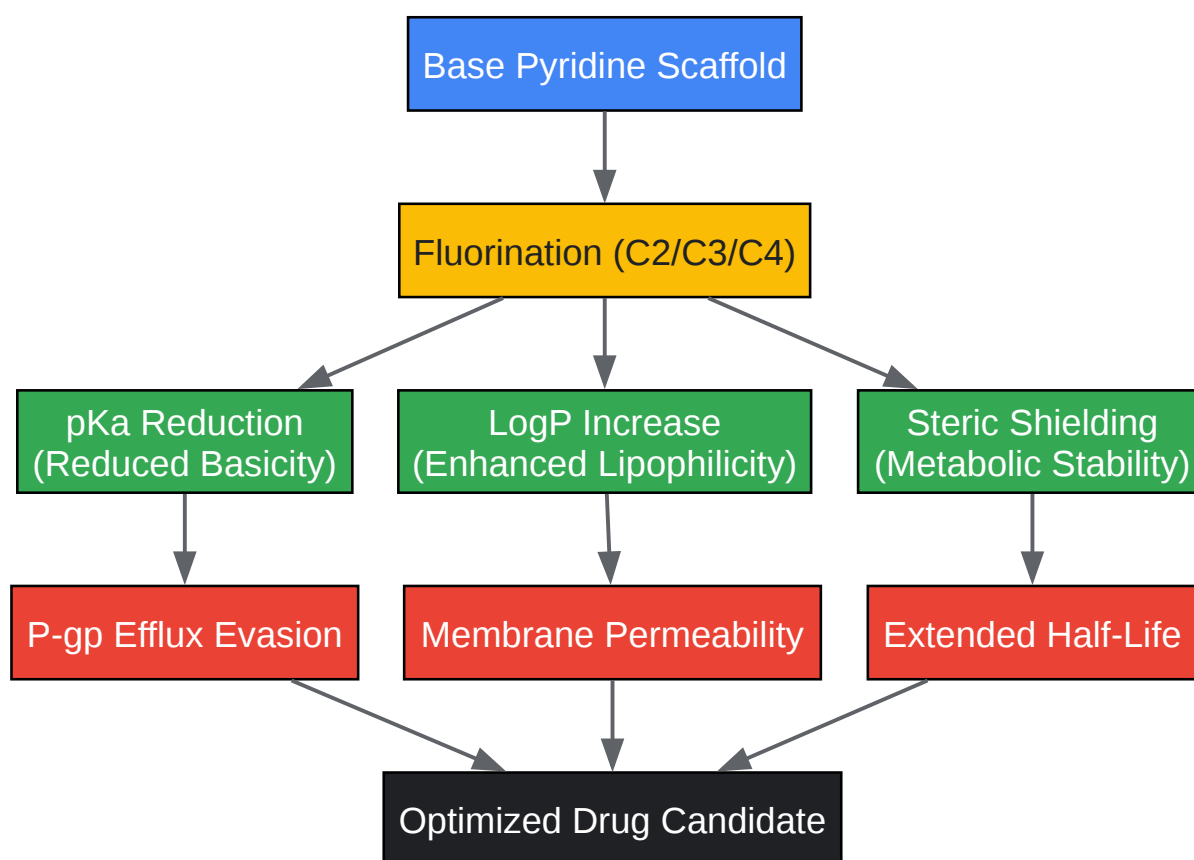 Base Pyridine Scaffold
Fluorination (C2/C3/C4)
pKa Reduction
(Reduced Basicity)
LogP Increase
(Enhanced Lipophilicity)
Steric Shielding
(Metabolic Stability)
P-gp Efflux Evasion
Membrane Permeability
Extended Half-Life
Optimized Drug Candidate